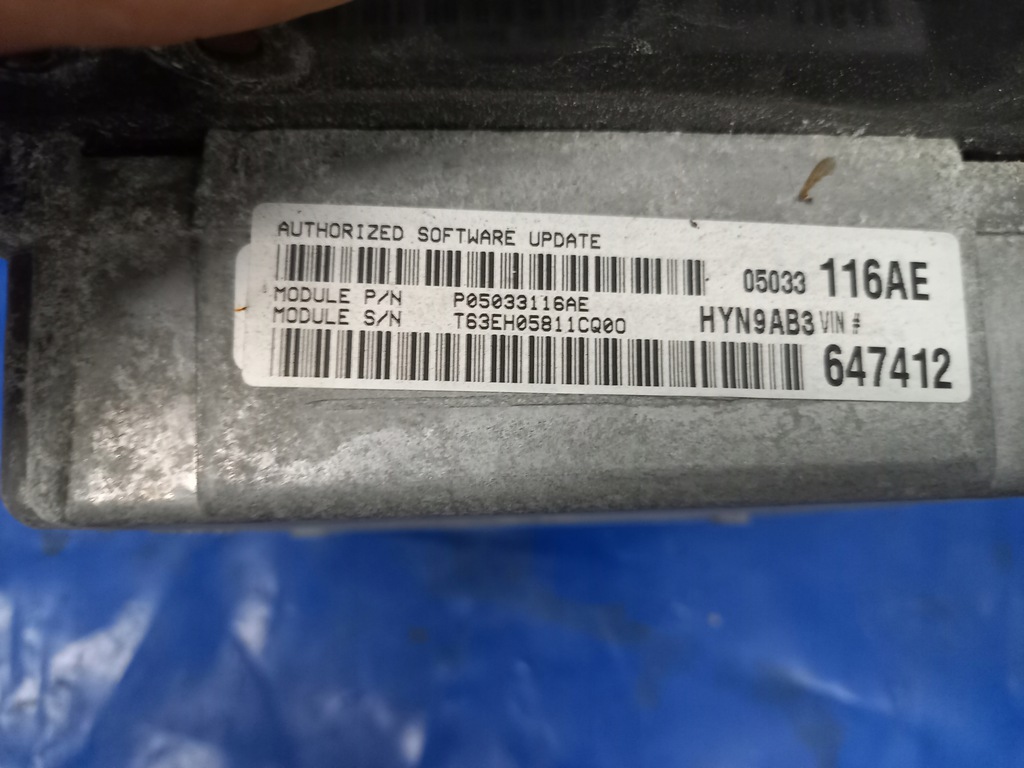 AUTHORIZED SOFTWARE UPDATE
05033 116AE
MODULE P/N P05033116AE
MODULE S/N T63EH05811CQ00
HYN9AB3 VIN #
647412